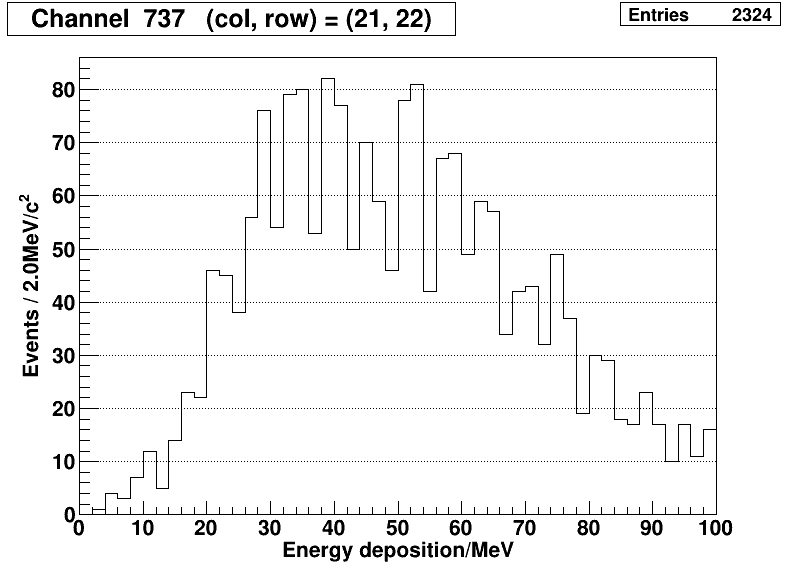 Channel  737   (col, row) = (21, 22)
Entries 2324
Events / 2.0MeV/c²
80
70
60
50
40
30
20
10
0
0 10 20 30 40 50 60 70 80 90 100
Energy deposition/MeV